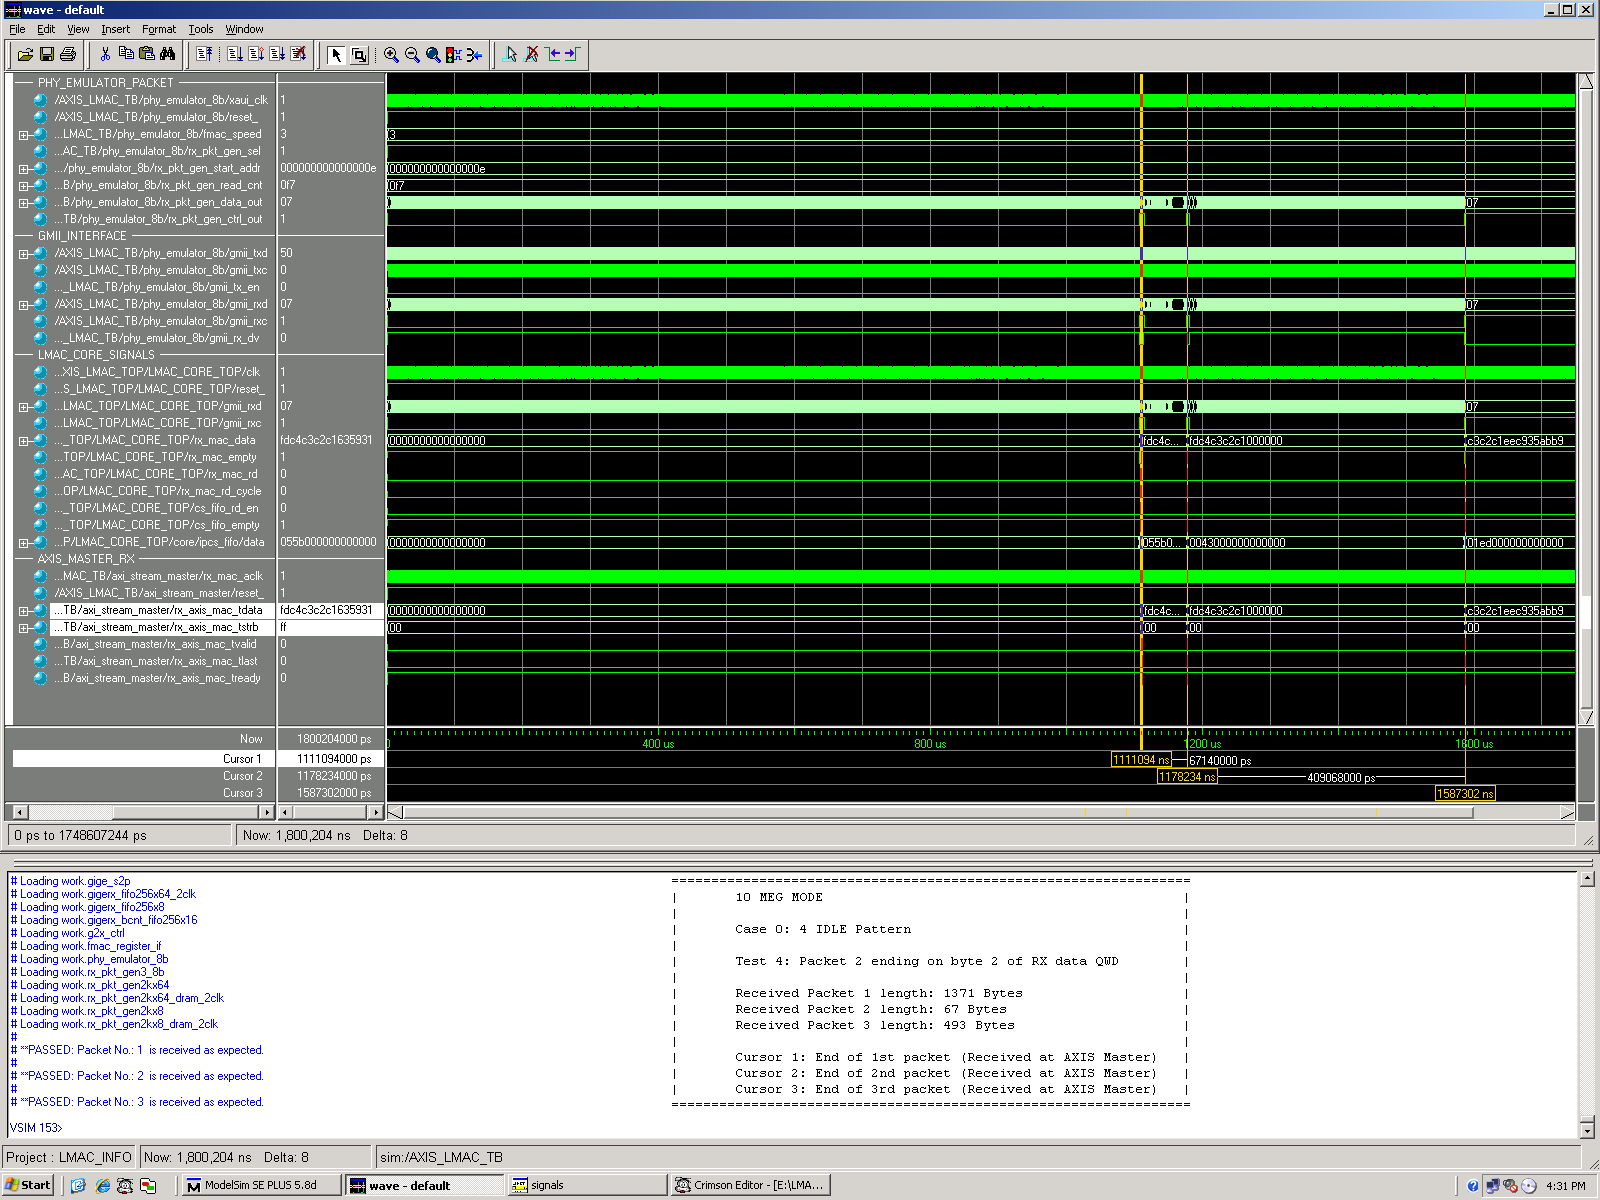 wave - default
File Edit View Insert Format Tools Window
PHY_EMULATOR_PACKET
/AXIS_LMAC_TB/phy_emulator_8b/xaui_clk 1
/AXIS_LMAC_TB/phy_emulator_8b/reset_ 1
...LMAC_TB/phy_emulator_8b/fmac_speed 3 3
...AC_TB/phy_emulator_8b/rx_pkt_gen_sel 1
.../phy_emulator_8b/rx_pkt_gen_start_addr 000000000000000e 000000000000000e
...B/phy_emulator_8b/rx_pkt_gen_read_cnt 0f7 0f7
...B/phy_emulator_8b/rx_pkt_gen_data_out 07 07
...TB/phy_emulator_8b/rx_pkt_gen_ctrl_out 1
GMII_INTERFACE
/AXIS_LMAC_TB/phy_emulator_8b/gmii_txd 50
/AXIS_LMAC_TB/phy_emulator_8b/gmii_txc 0
..._LMAC_TB/phy_emulator_8b/gmii_tx_en 0
/AXIS_LMAC_TB/phy_emulator_8b/gmii_rxd 07 07
/AXIS_LMAC_TB/phy_emulator_8b/gmii_rxc 1
..._LMAC_TB/phy_emulator_8b/gmii_rx_dv 0
LMAC_CORE_SIGNALS
...XIS_LMAC_TOP/LMAC_CORE_TOP/clk 1
...S_LMAC_TOP/LMAC_CORE_TOP/reset_ 1
...LMAC_TOP/LMAC_CORE_TOP/gmii_rxd 07 07
...LMAC_TOP/LMAC_CORE_TOP/gmii_rxc 1
..._TOP/LMAC_CORE_TOP/rx_mac_data fdc4c3c2c1635931 0000000000000000 fdc4c... fdc4c3c2c1000000 c3c2c1eec935abb9
...TOP/LMAC_CORE_TOP/rx_mac_empty 1
...AC_TOP/LMAC_CORE_TOP/rx_mac_rd 0
...OP/LMAC_CORE_TOP/rx_mac_rd_cycle 0
..._TOP/LMAC_CORE_TOP/cs_fifo_rd_en 0
..._TOP/LMAC_CORE_TOP/cs_fifo_empty 1
...P/LMAC_CORE_TOP/core/ipcs_fifo/data 055b000000000000 0000000000000000 055b0... 0043000000000000 01ed000000000000
AXIS_MASTER_RX
...MAC_TB/axi_stream_master/rx_mac_aclk 1
/AXIS_LMAC_TB/axi_stream_master/reset_ 1
...TB/axi_stream_master/rx_axis_mac_tdata fdc4c3c2c1635931 0000000000000000 fdc4c... fdc4c3c2c1000000 c3c2c1eec935abb9
...TB/axi_stream_master/rx_axis_mac_tstrb ff 00 00 00 00
...B/axi_stream_master/rx_axis_mac_tvalid 0
...TB/axi_stream_master/rx_axis_mac_tlast 0
...B/axi_stream_master/rx_axis_mac_tready 0
Now 1800204000 ps 0 400 us 800 us 1200 us 1600 us
Cursor 1 1111094000 ps 1111094 ns 67140000 ps
Cursor 2 1178234000 ps 1178234 ns 409068000 ps
Cursor 3 1587302000 ps 1587302 ns
0 ps to 1748607244 ps Now: 1,800,204 ns Delta: 8
# Loading work.gige_s2p
# Loading work.gigerx_fifo256x64_2clk
# Loading work.gigerx_fifo256x8
# Loading work.gigerx_bcnt_fifo256x16
# Loading work.g2x_ctrl
# Loading work.fmac_register_if
# Loading work.phy_emulator_8b
# Loading work.rx_pkt_gen3_8b
# Loading work.rx_pkt_gen2kx64
# Loading work.rx_pkt_gen2kx64_dram_2clk
# Loading work.rx_pkt_gen2kx8
# Loading work.rx_pkt_gen2kx8_dram_2clk
#
# **PASSED: Packet No.: 1 is received as expected.
#
# **PASSED: Packet No.: 2 is received as expected.
#
# **PASSED: Packet No.: 3 is received as expected.
VSIM 153>
=================================================================
| 10 MEG MODE |
| |
| Case 0: 4 IDLE Pattern |
| |
| Test 4: Packet 2 ending on byte 2 of RX data QWD |
| |
| Received Packet 1 length: 1371 Bytes |
| Received Packet 2 length: 67 Bytes |
| Received Packet 3 length: 493 Bytes |
| |
| Cursor 1: End of 1st packet (Received at AXIS Master) |
| Cursor 2: End of 2nd packet (Received at AXIS Master) |
| Cursor 3: End of 3rd packet (Received at AXIS Master) |
=================================================================
Project : LMAC_INFO Now: 1,800,204 ns Delta: 8 sim:/AXIS_LMAC_TB
Start ModelSim SE PLUS 5.8d wave - default signals Crimson Editor - [E:\LMA... 4:31 PM